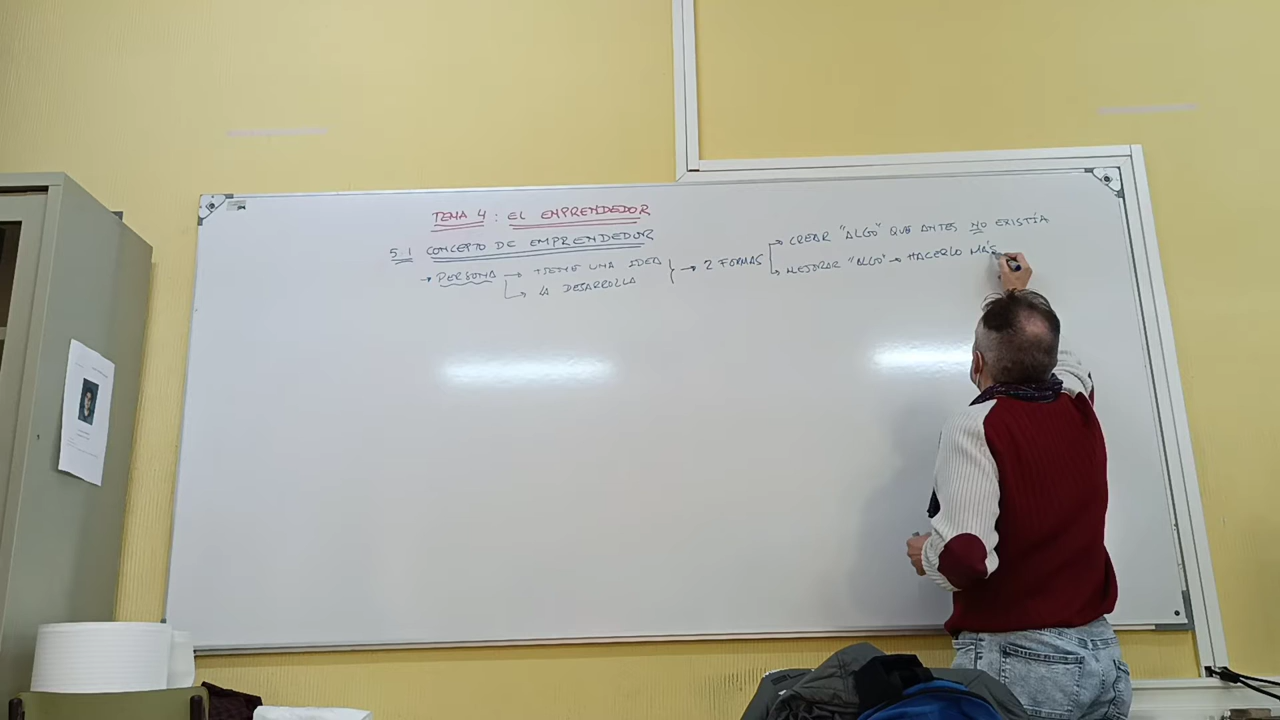 TEMA 4 : EL EMPRENDEDOR
5.1 CONCEPTO DE EMPRENDEDOR
→ PERSONA → TIENE UNA IDEA
→ LA DESARROLLA
→ 2 FORMAS
→ CREAR "ALGO" QUE ANTES NO EXISTÍA
→ MEJORAR "ALGO" → HACERLO MÁS